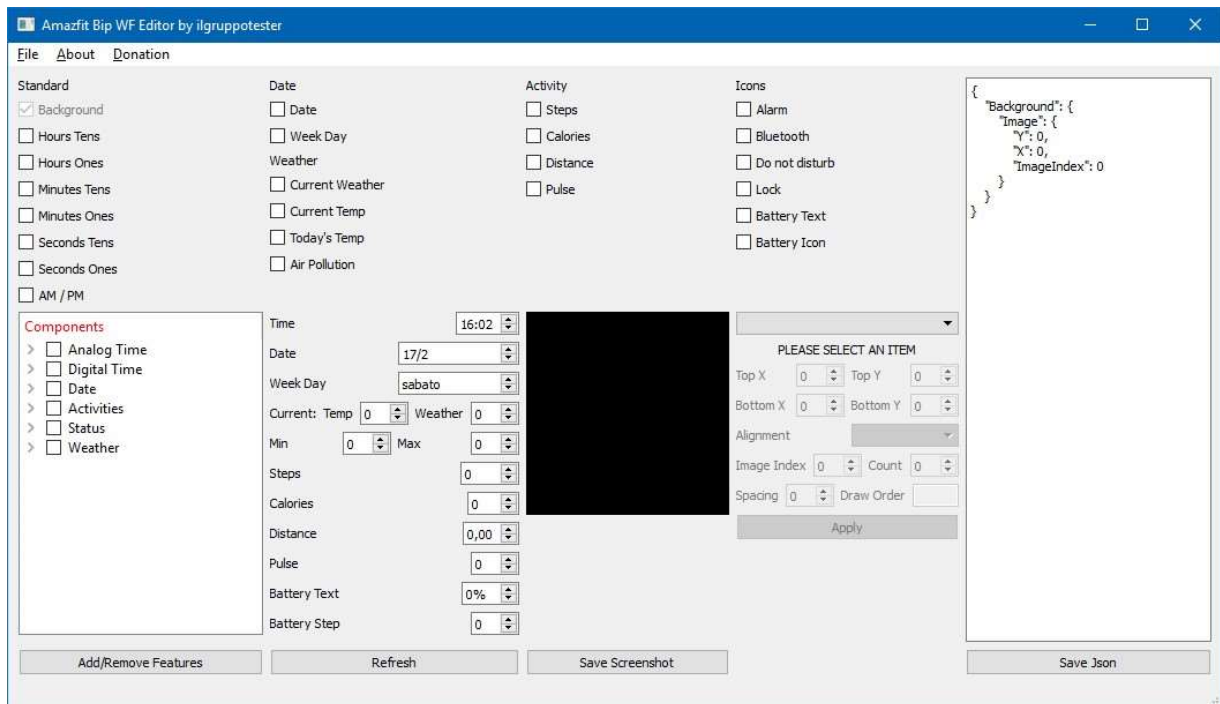 Amazfit Bip WF Editor by ilgruppotester
File About Donation
Standard
Background
Hours Tens
Hours Ones
Minutes Tens
Minutes Ones
Seconds Tens
Seconds Ones
AM / PM
Date
Date
Week Day
Weather
Current Weather
Current Temp
Today's Temp
Air Pollution
Activity
Steps
Calories
Distance
Pulse
Icons
Alarm
Bluetooth
Do not disturb
Lock
Battery Text
Battery Icon
Components
Analog Time
Digital Time
Date
Activities
Status
Weather
Time 16:02
Date 17/2
Week Day sabato
Current: Temp 0 Weather 0
Min 0 Max 0
Steps 0
Calories 0
Distance 0,00
Pulse 0
Battery Text 0%
Battery Step 0
PLEASE SELECT AN ITEM
Top X 0 Top Y 0
Bottom X 0 Bottom Y 0
Alignment
Image Index 0 Count 0
Spacing 0 Draw Order
Apply
{
"Background": {
"Image": {
"Y": 0,
"X": 0,
"ImageIndex": 0
}
}
}
Add/Remove Features
Refresh
Save Screenshot
Save Json